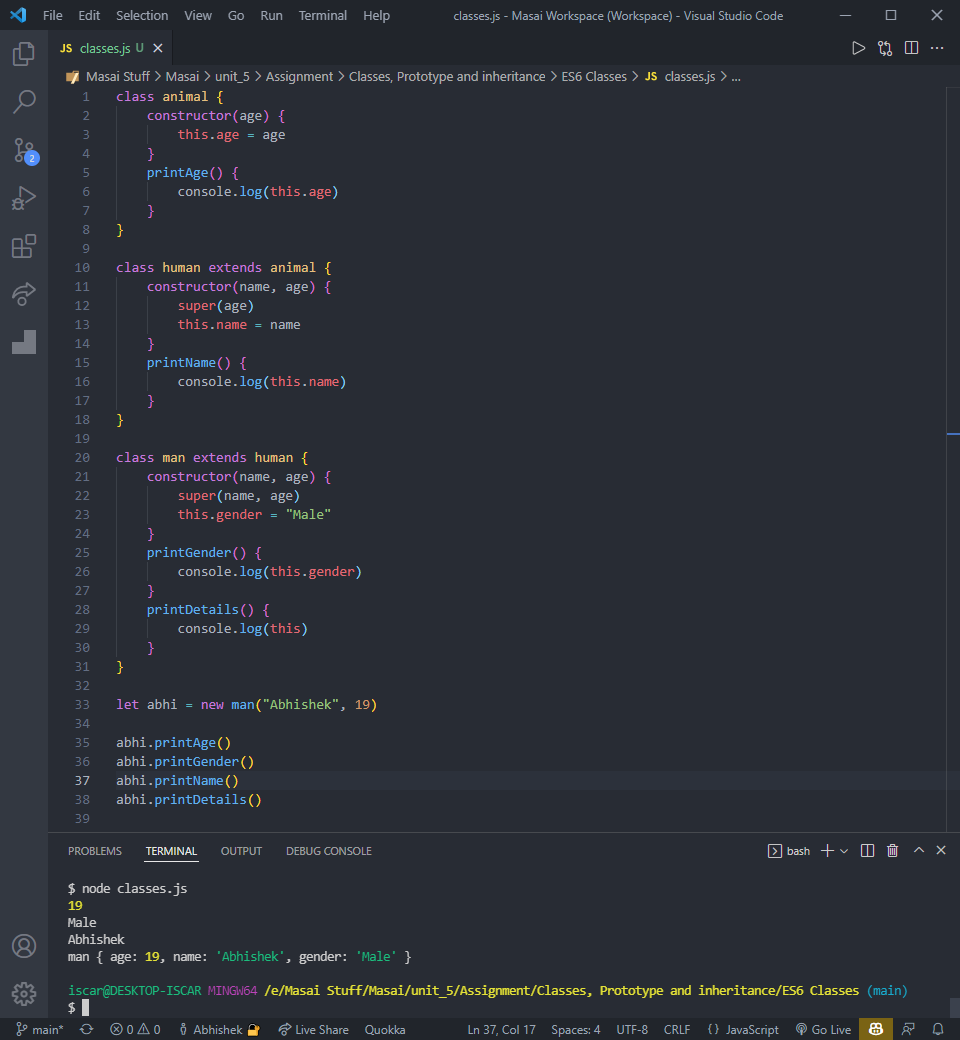 File Edit Selection View Go Run Terminal Help classes.js - Masai Workspace (Workspace) - Visual Studio Code
JS classes.js U
Masai Stuff > Masai > unit_5 > Assignment > Classes, Prototype and inheritance > ES6 Classes > JS classes.js > ...
1 class animal {
2     constructor(age) {
3         this.age = age
4     }
5     printAge() {
6         console.log(this.age)
7     }
8 }
9
10 class human extends animal {
11     constructor(name, age) {
12         super(age)
13         this.name = name
14     }
15     printName() {
16         console.log(this.name)
17     }
18 }
19
20 class man extends human {
21     constructor(name, age) {
22         super(name, age)
23         this.gender = "Male"
24     }
25     printGender() {
26         console.log(this.gender)
27     }
28     printDetails() {
29         console.log(this)
30     }
31 }
32
33 let abhi = new man("Abhishek", 19)
34
35 abhi.printAge()
36 abhi.printGender()
37 abhi.printName()
38 abhi.printDetails()
39
PROBLEMS TERMINAL OUTPUT DEBUG CONSOLE bash
$ node classes.js
19
Male
Abhishek
man { age: 19, name: 'Abhishek', gender: 'Male' }
iscar@DESKTOP-ISCAR MINGW64 /e/Masai Stuff/Masai/unit_5/Assignment/Classes, Prototype and inheritance/ES6 Classes (main)
$
2
main* 0 0 Abhishek Live Share Quokka Ln 37, Col 17 Spaces: 4 UTF-8 CRLF {} JavaScript Go Live